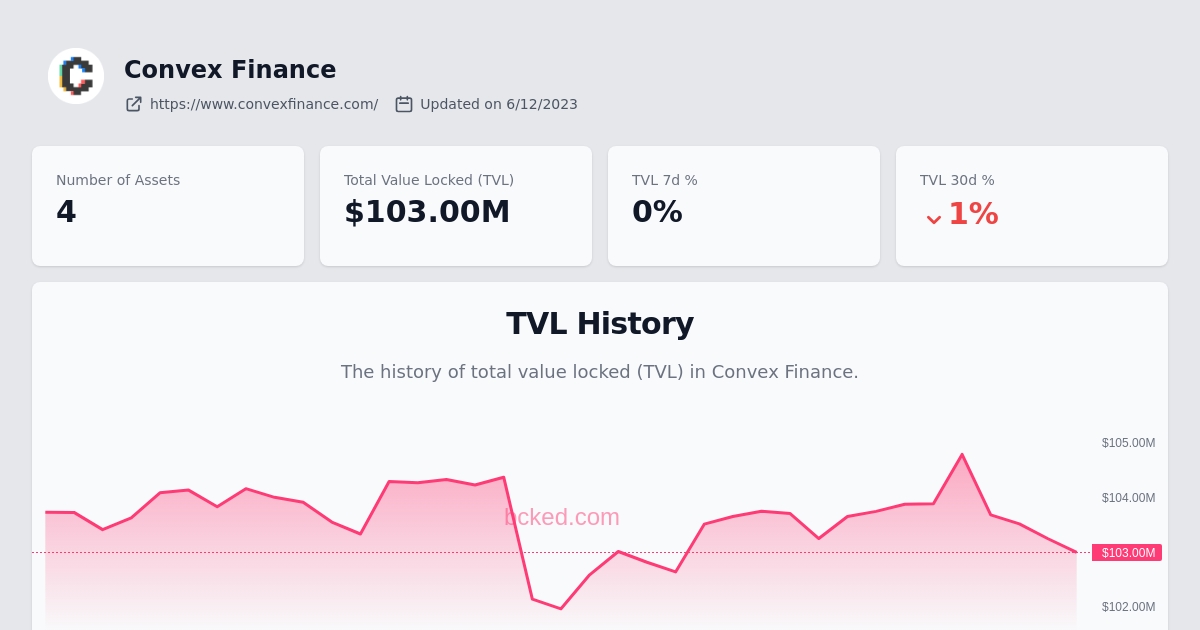 Convex Finance
https://www.convexfinance.com/ Updated on 6/12/2023
Number of Assets
4
Total Value Locked (TVL)
$103.00M
TVL 7d %
0%
TVL 30d %
1%
TVL History
The history of total value locked (TVL) in Convex Finance.
$105.00M
$104.00M
bcked.com
$103.00M
$102.00M